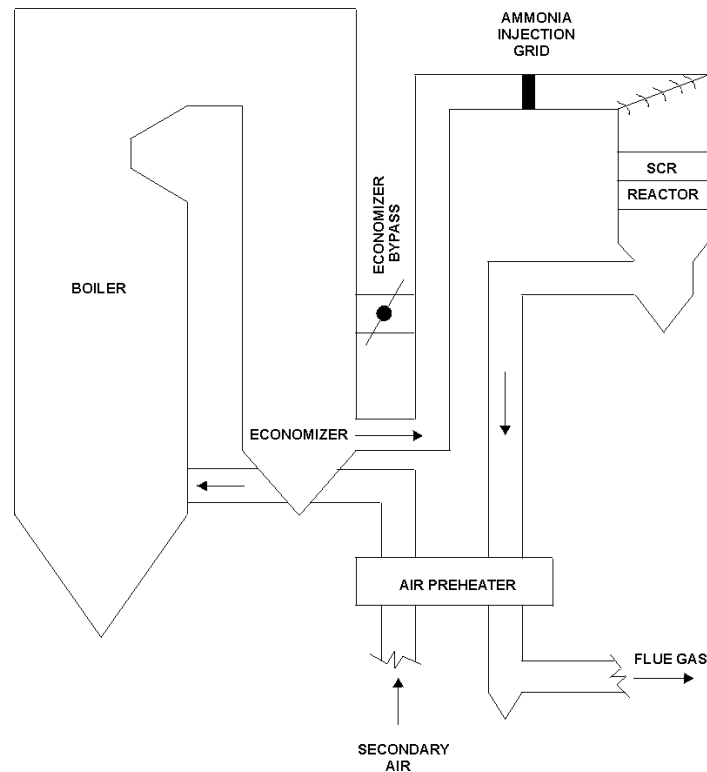 AMMONIA
INJECTION
GRID
SCR
REACTOR
ECONOMIZER
BYPASS
BOILER
ECONOMIZER
AIR PREHEATER
FLUE GAS
SECONDARY
AIR